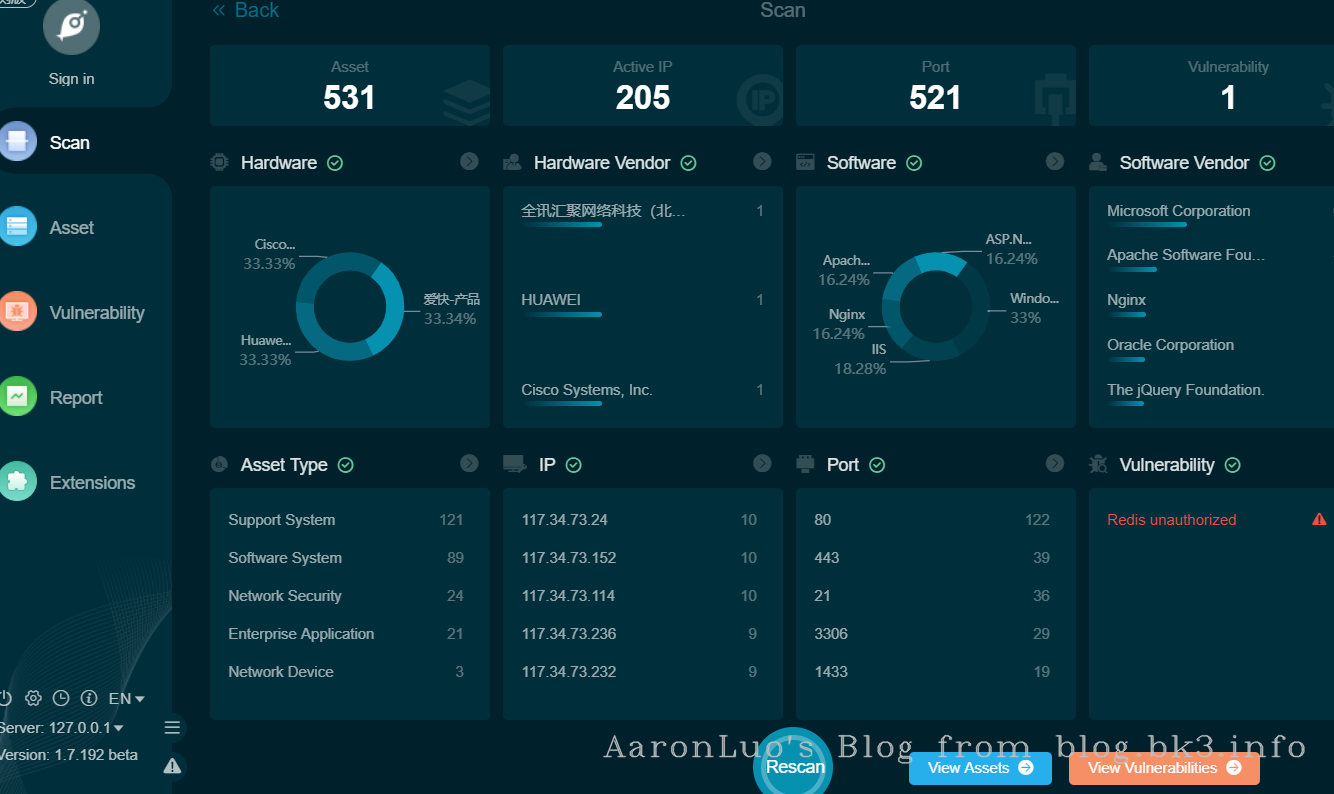 Back
Scan
Sign in
Scan
Asset
Vulnerability
Report
Extensions
EN
Server: 127.0.0.1
Version: 1.7.192 beta
Asset
531
Active IP
205
Port
521
Vulnerability
1
Hardware
Cisco...
33.33%
爱快-产品
33.34%
Huawe...
33.33%
Hardware Vendor
全讯汇聚网络科技（北... 1
HUAWEI 1
Cisco Systems, Inc. 1
Software
ASP.N...
16.24%
Apach...
16.24%
Windo...
33%
Nginx
16.24%
IIS
18.28%
Software Vendor
Microsoft Corporation
Apache Software Fou...
Nginx
Oracle Corporation
The jQuery Foundation.
Asset Type
Support System 121
Software System 89
Network Security 24
Enterprise Application 21
Network Device 3
IP
117.34.73.24 10
117.34.73.152 10
117.34.73.114 10
117.34.73.236 9
117.34.73.232 9
Port
80 122
443 39
21 36
3306 29
1433 19
Vulnerability
Redis unauthorized
AaronLuo's Blog from blog.bk3.info
Rescan
View Assets
View Vulnerabilities